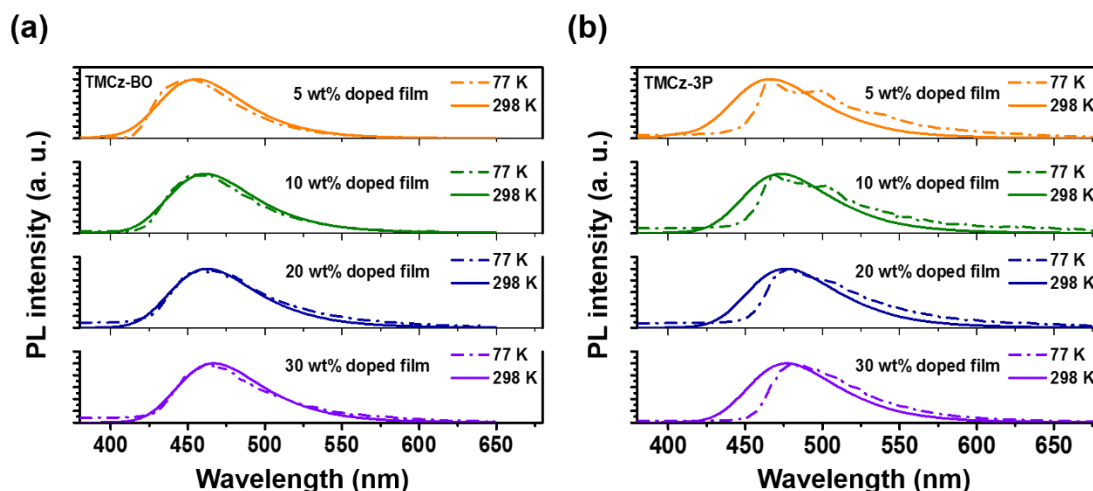 (a)
TMCz-BO
5 wt% doped film
77 K
298 K
10 wt% doped film
77 K
298 K
20 wt% doped film
77 K
298 K
30 wt% doped film
77 K
298 K
PL intensity (a. u.)
400 450 500 550 600 650
Wavelength (nm)
(b)
TMCz-3P
5 wt% doped film
77 K
298 K
10 wt% doped film
77 K
298 K
20 wt% doped film
77 K
298 K
30 wt% doped film
77 K
298 K
PL intensity (a. u.)
400 450 500 550 600 650
Wavelength (nm)